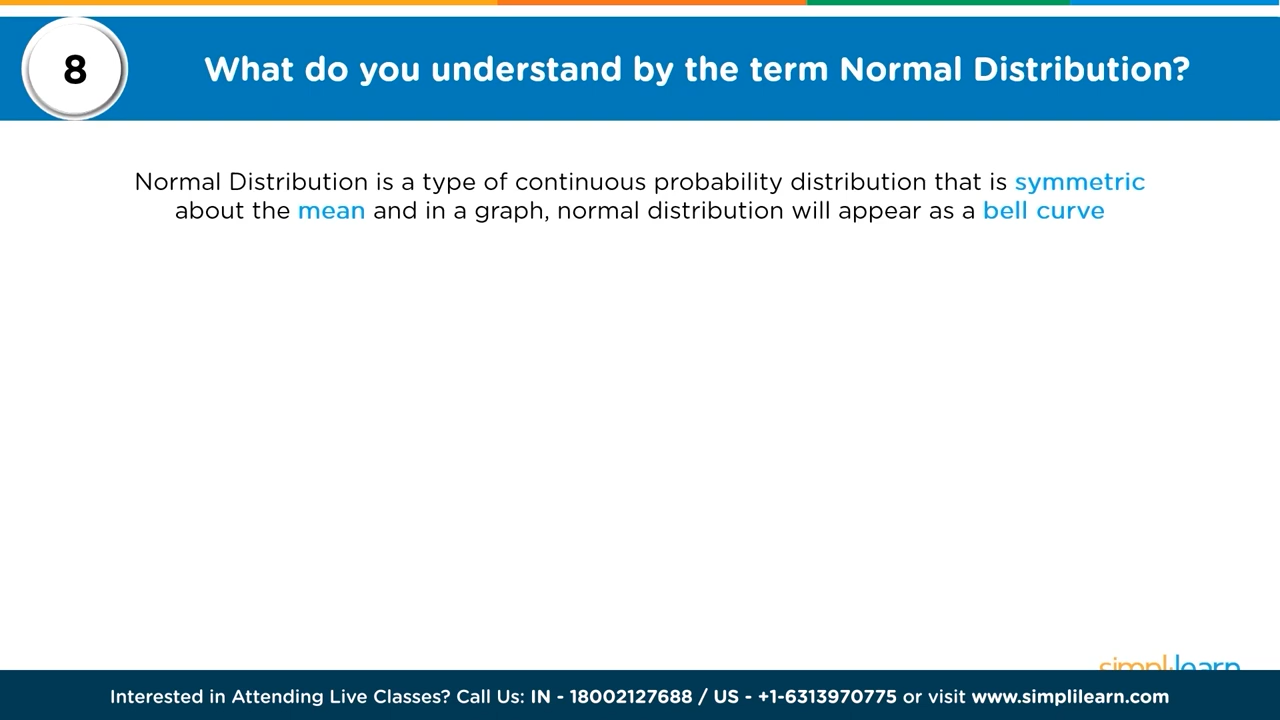 8
What do you understand by the term Normal Distribution?
Normal Distribution is a type of continuous probability distribution that is symmetric
about the mean and in a graph, normal distribution will appear as a bell curve
simplilearn
Interested in Attending Live Classes? Call Us: IN - 18002127688 / US - +1-6313970775 or visit www.simplilearn.com